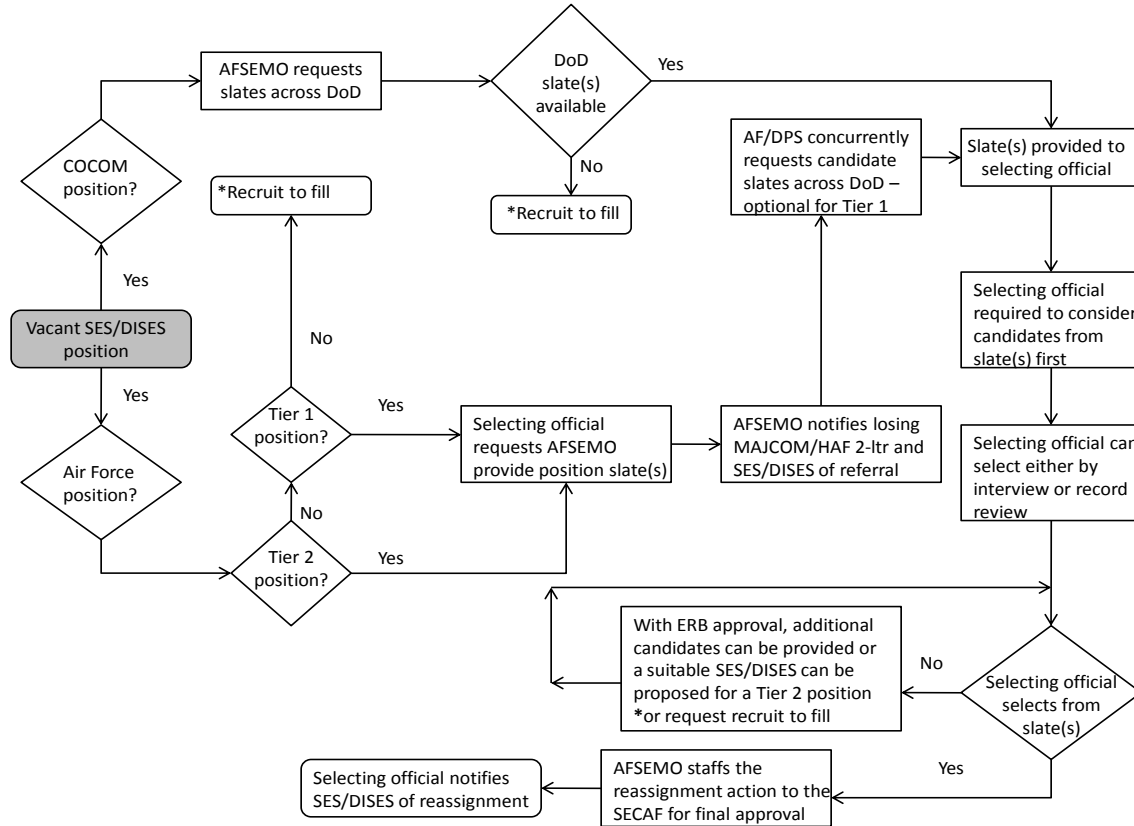 AFSEMO requests
slates across DoD
DoD
slate(s)
available
Yes
COCOM
position?
*Recruit to fill
No
*Recruit to fill
AF/DPS concurrently
requests candidate
slates across DoD –
optional for Tier 1
Slate(s) provided to
selecting official
Yes
Vacant SES/DISES
position
Yes
No
Selecting official
required to consider
candidates from
slate(s) first
Air Force
position?
Tier 1
position?
Yes
Selecting official
requests AFSEMO
provide position slate(s)
AFSEMO notifies losing
MAJCOM/HAF 2-ltr and
SES/DISES of referral
Selecting official can
select either by
interview or record
review
No
Tier 2
position?
Yes
With ERB approval, additional
candidates can be provided or
a suitable SES/DISES can be
proposed for a Tier 2 position
*or request recruit to fill
No
Selecting official
selects from
slate(s)
Yes
AFSEMO staffs the
reassignment action to the
SECAF for final approval
Selecting official notifies
SES/DISES of reassignment